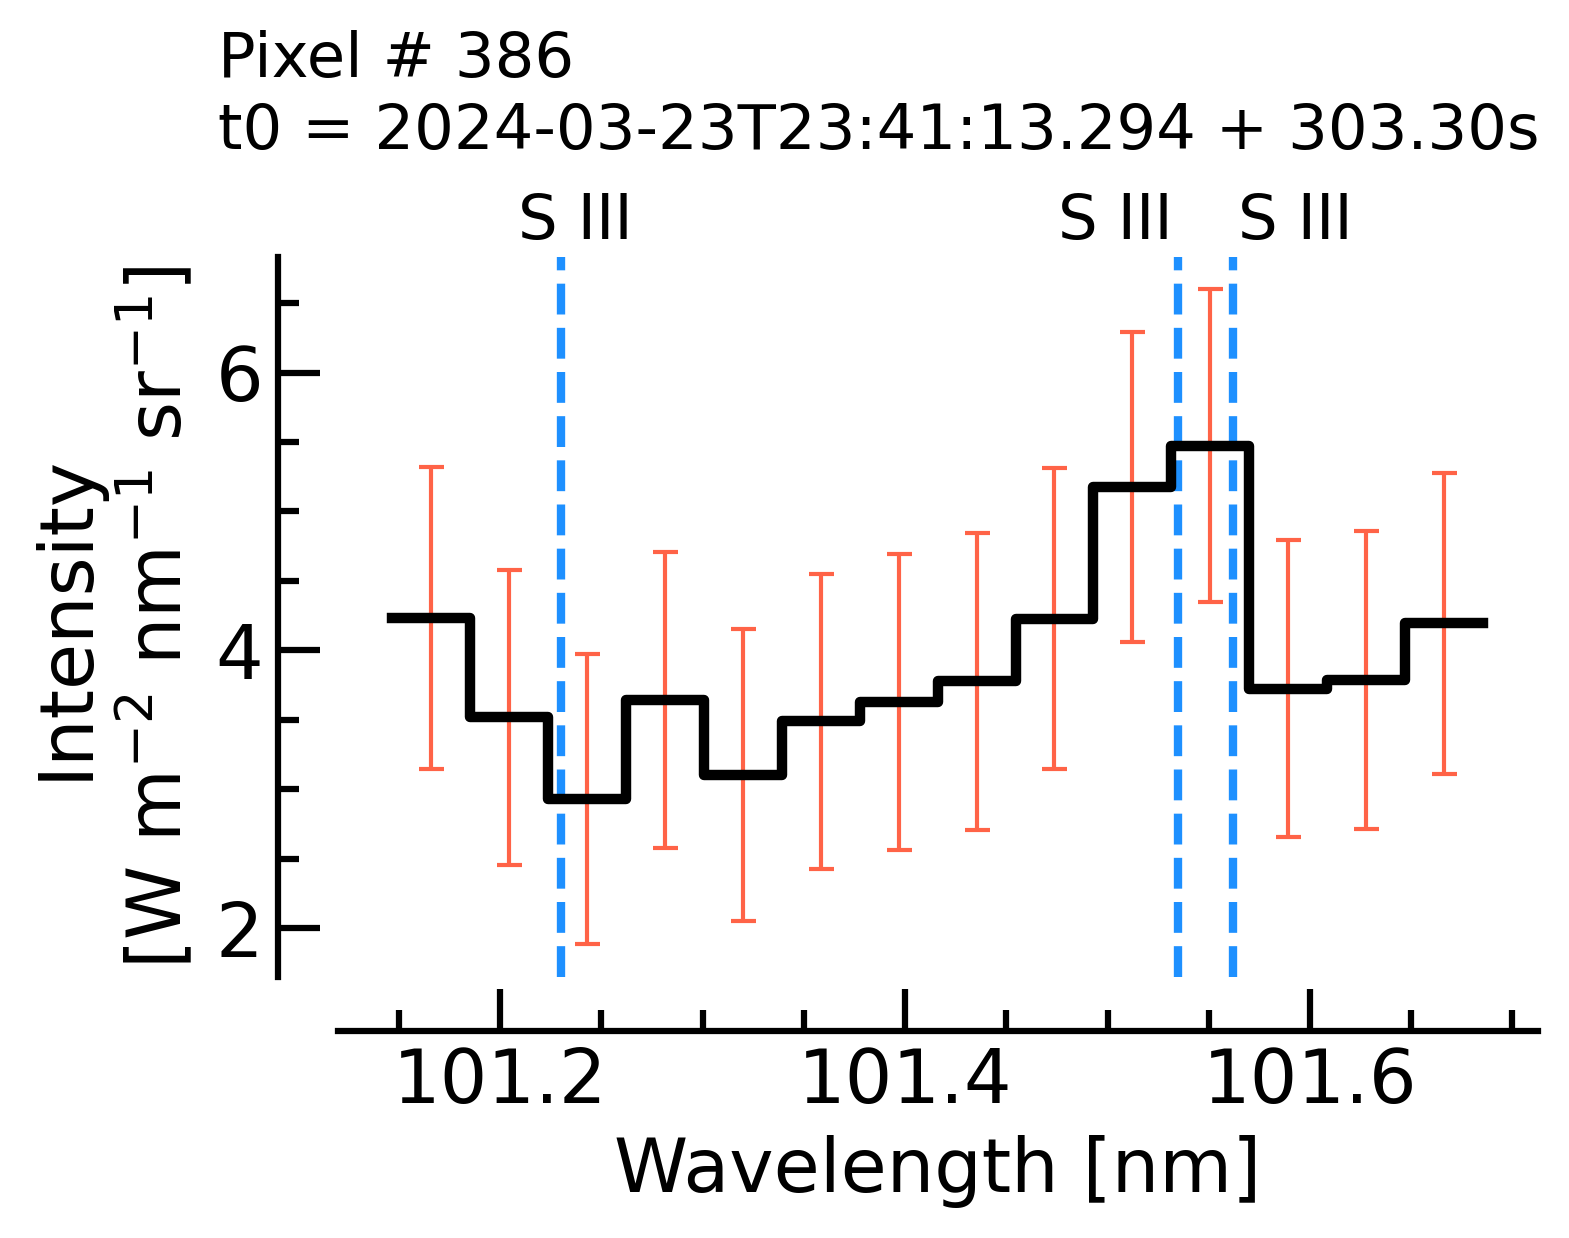 Pixel # 386
t0 = 2024-03-23T23:41:13.294 + 303.30s
S III S III S III
Intensity
[W m⁻² nm⁻¹ sr⁻¹]
6
4
2
101.2 101.4 101.6
Wavelength [nm]